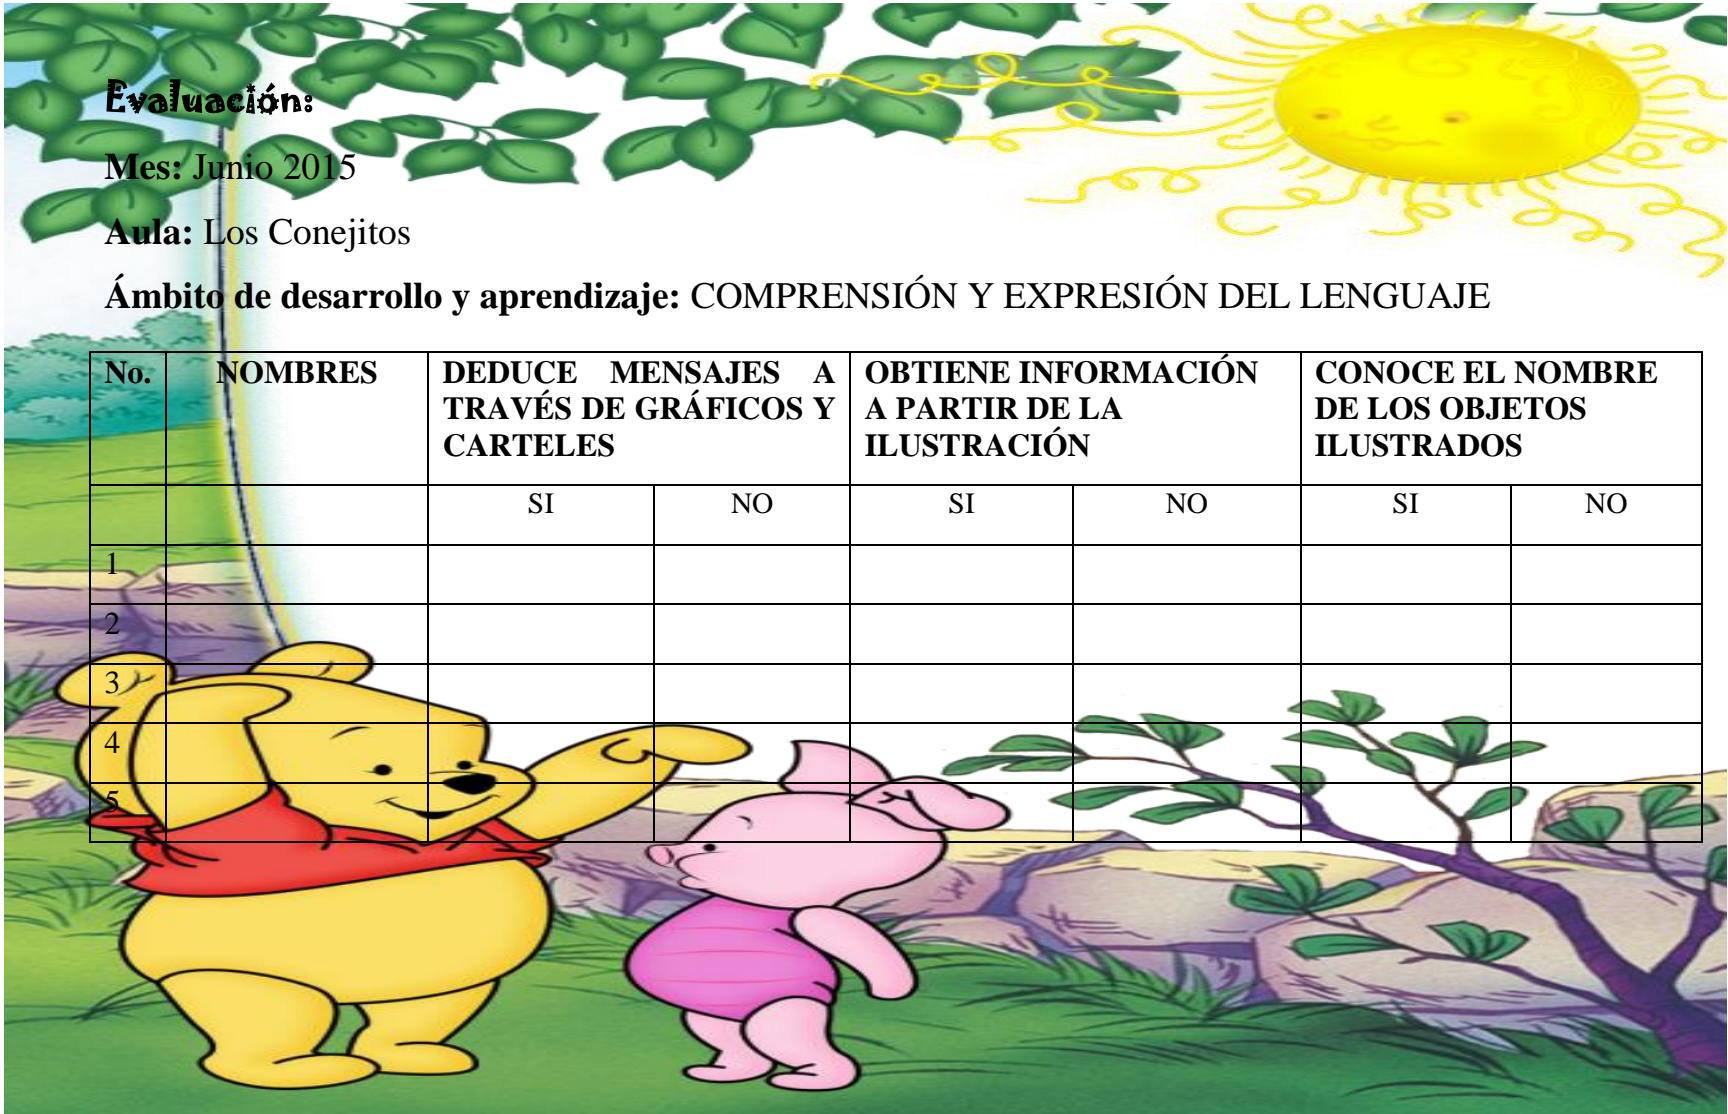 Evaluación:
Mes: Junio 2015
Aula: Los Conejitos
Ámbito de desarrollo y aprendizaje: COMPRENSIÓN Y EXPRESIÓN DEL LENGUAJE
No. NOMBRES DEDUCE MENSAJES A OBTIENE INFORMACIÓN CONOCE EL NOMBRE
TRAVÉS DE GRÁFICOS Y A PARTIR DE LA DE LOS OBJETOS
CARTELES ILUSTRACIÓN ILUSTRADOS
SI NO SI NO SI NO
1
2
3
4
5